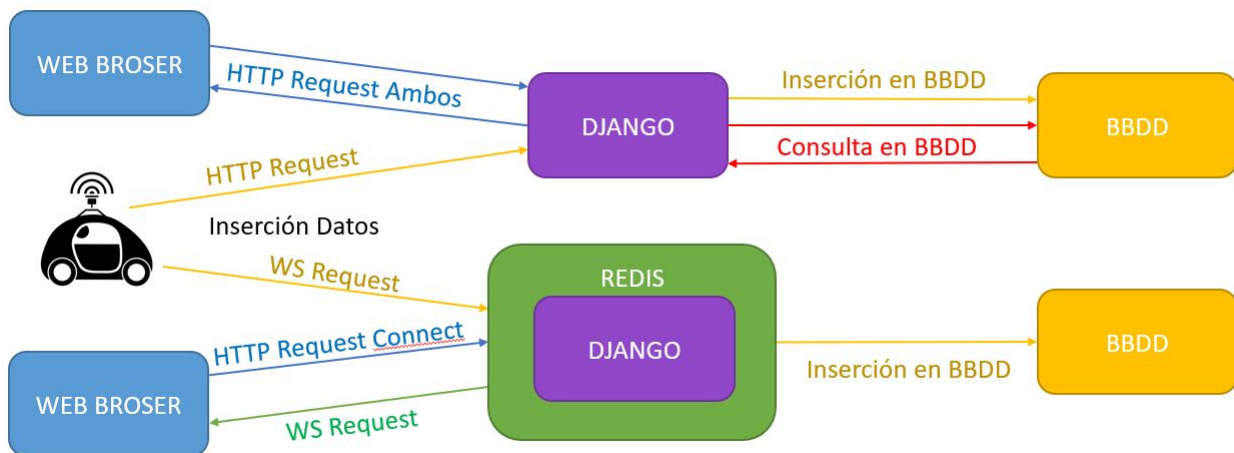 WEB BROSER
HTTP Request Ambos
DJANGO
Inserción en BBDD
Consulta en BBDD
BBDD
HTTP Request
Inserción Datos
WS Request
REDIS
DJANGO
HTTP Request Connect
WEB BROSER
WS Request
Inserción en BBDD
BBDD